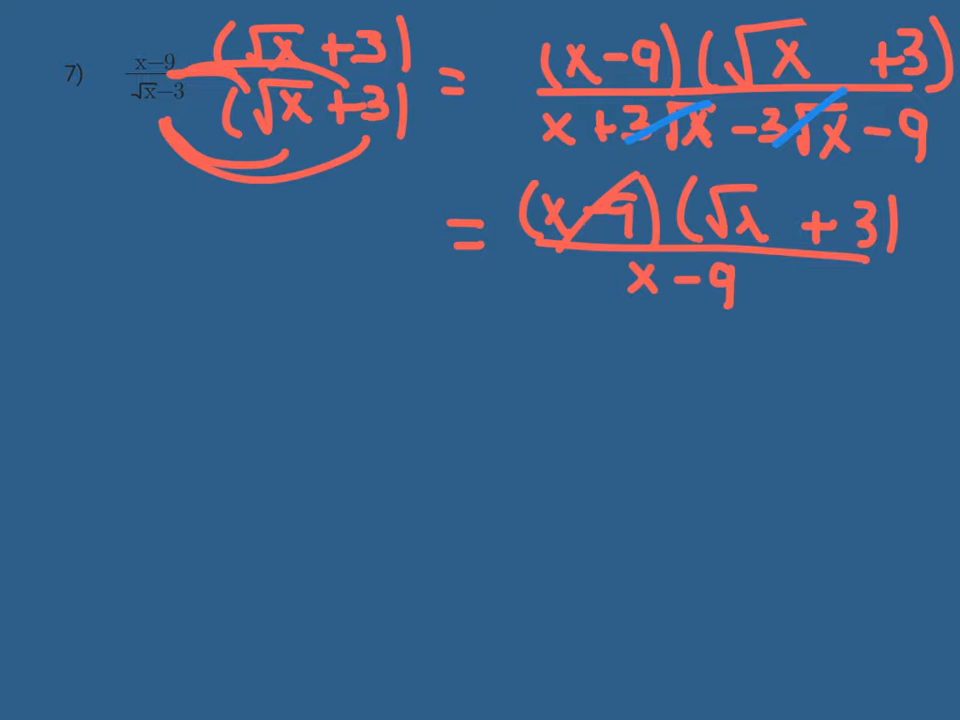 7) x−9 / √x−3 (√x +3) / (√x +3) = (x−9)(√x +3) / x+3√x −3√x −9
= (x−9)(√x +3) / x−9